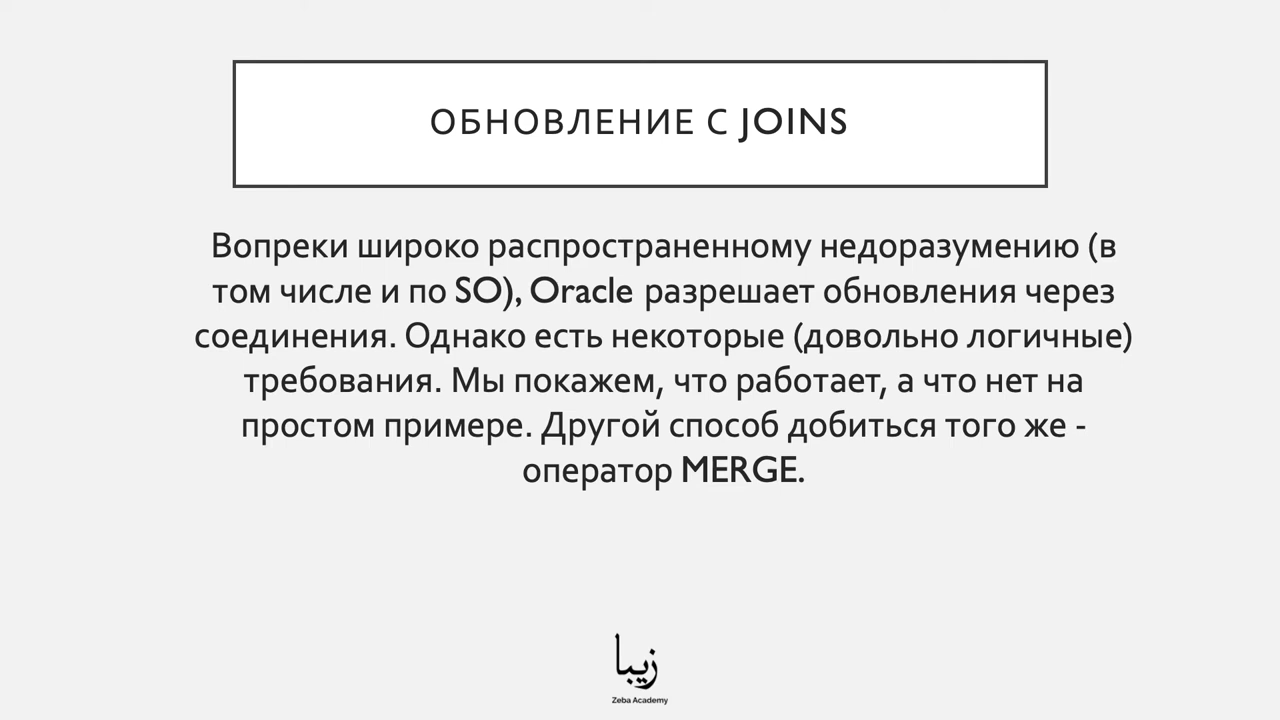 ОБНОВЛЕНИЕ С JOINS
Вопреки широко распространенному недоразумению (в
том числе и по SO), Oracle разрешает обновления через
соединения. Однако есть некоторые (довольно логичные)
требования. Мы покажем, что работает, а что нет на
простом примере. Другой способ добиться того же -
оператор MERGE.
زیبا
Zeba Academy